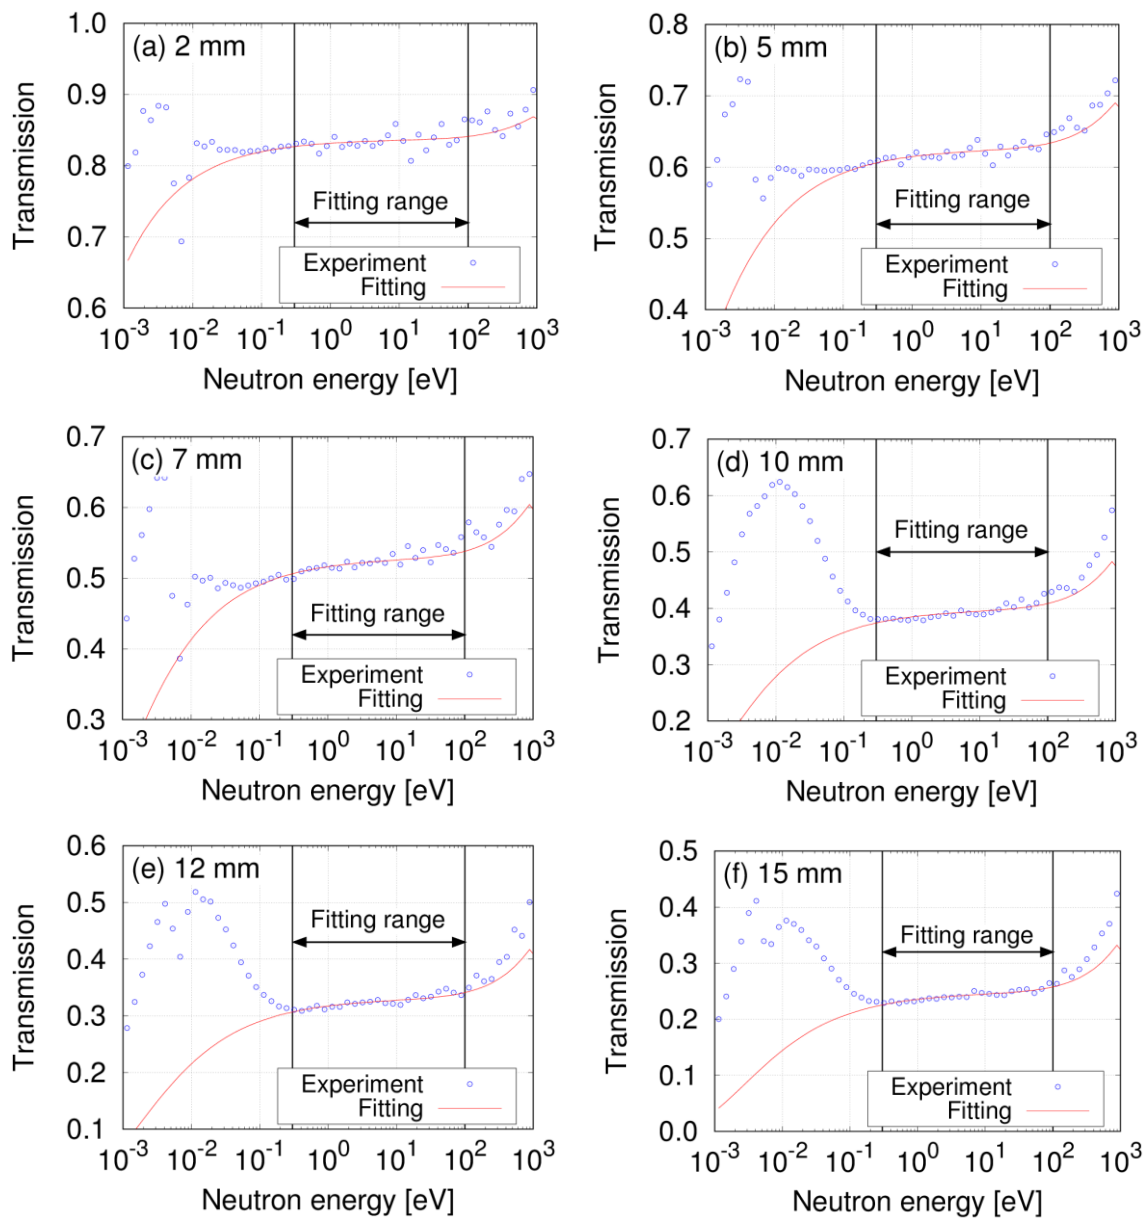 (a) 2 mm
1.0
0.9
0.8
0.7
0.6
Transmission
Fitting range
Experiment
Fitting
10⁻³ 10⁻² 10⁻¹ 10⁰ 10¹ 10² 10³
Neutron energy [eV]
(b) 5 mm
0.8
0.7
0.6
0.5
0.4
Transmission
Fitting range
Experiment
Fitting
10⁻³ 10⁻² 10⁻¹ 10⁰ 10¹ 10² 10³
Neutron energy [eV]
(c) 7 mm
0.7
0.6
0.5
0.4
0.3
Transmission
Fitting range
Experiment
Fitting
10⁻³ 10⁻² 10⁻¹ 10⁰ 10¹ 10² 10³
Neutron energy [eV]
(d) 10 mm
0.7
0.6
0.5
0.4
0.3
0.2
Transmission
Fitting range
Experiment
Fitting
10⁻³ 10⁻² 10⁻¹ 10⁰ 10¹ 10² 10³
Neutron energy [eV]
(e) 12 mm
0.6
0.5
0.4
0.3
0.2
0.1
Transmission
Fitting range
Experiment
Fitting
10⁻³ 10⁻² 10⁻¹ 10⁰ 10¹ 10² 10³
Neutron energy [eV]
(f) 15 mm
0.5
0.4
0.3
0.2
0.1
0.0
Transmission
Fitting range
Experiment
Fitting
10⁻³ 10⁻² 10⁻¹ 10⁰ 10¹ 10² 10³
Neutron energy [eV]